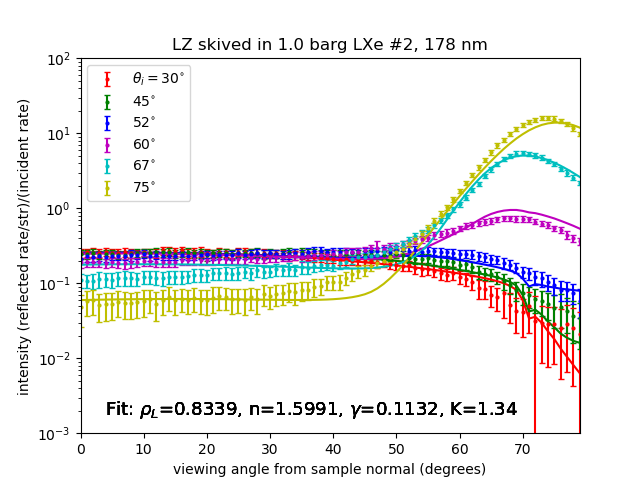 LZ skived in 1.0 barg LXe #2, 178 nm
intensity (reflected rate/str)/(incident rate)
10²
10¹
10⁰
10⁻¹
10⁻²
10⁻³
θᵢ = 30°
45°
52°
60°
67°
75°
Fit: ρ_L=0.8339, n=1.5991, γ=0.1132, K=1.34
0 10 20 30 40 50 60 70
viewing angle from sample normal (degrees)